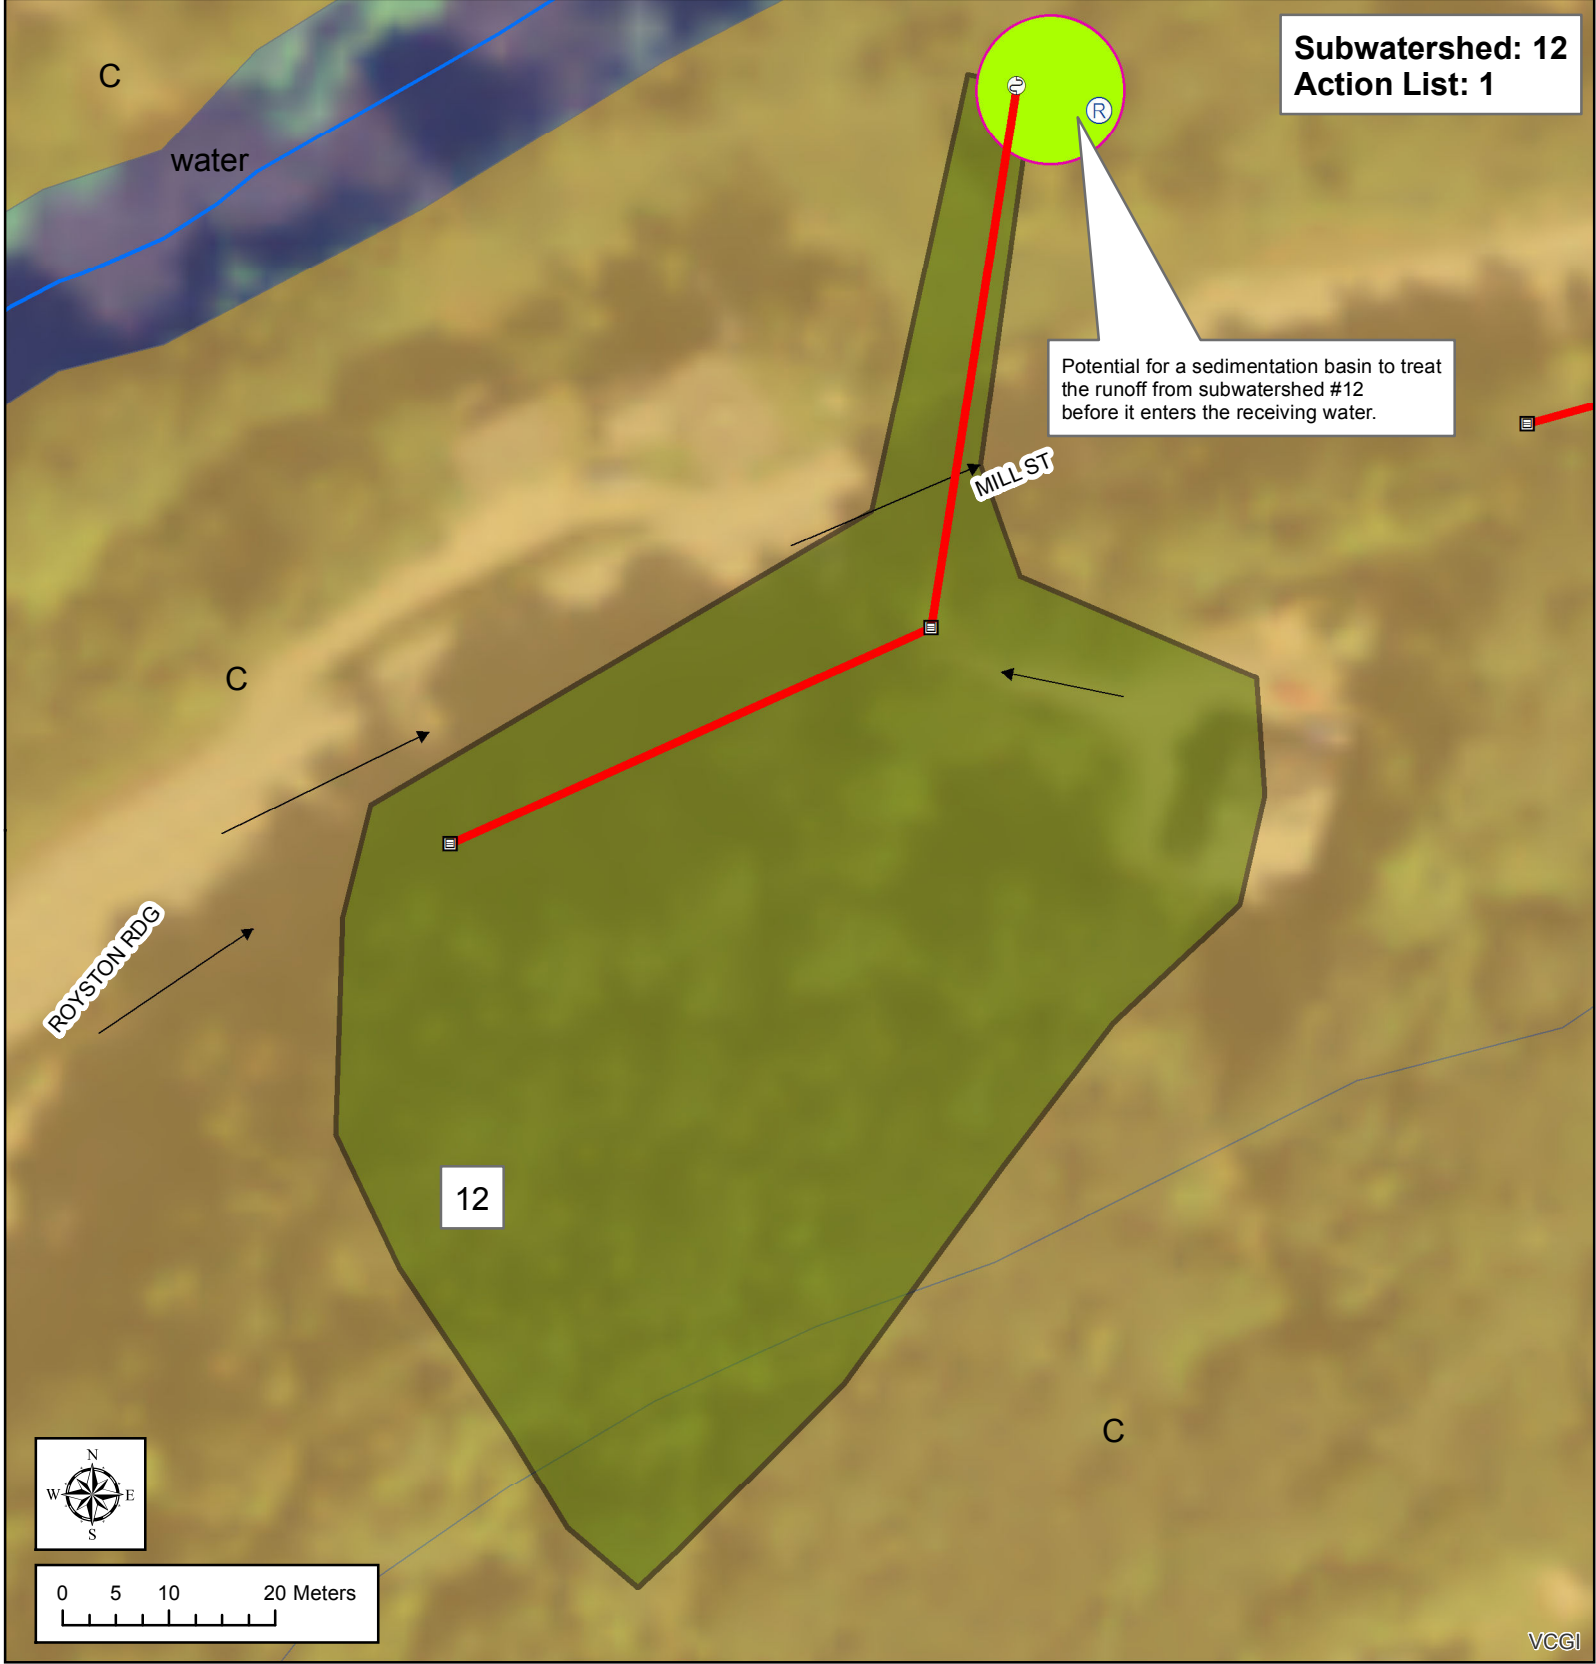 Subwatershed: 12
Action List: 1
C
water
R
Potential for a sedimentation basin to treat
the runoff from subwatershed #12
before it enters the receiving water.
MILL ST
C
ROYSTON RDG
12
C
N
W E
S
0 5 10 20 Meters
VCGI